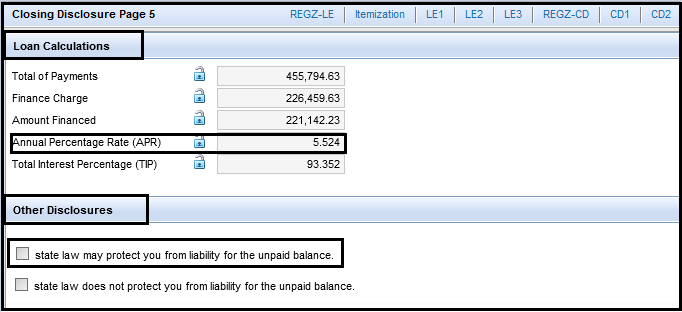 Closing Disclosure Page 5 REGZ-LE Itemization LE1 LE2 LE3 REGZ-CD CD1 CD2
Loan Calculations
Total of Payments 455,794.63
Finance Charge 226,459.63
Amount Financed 221,142.23
Annual Percentage Rate (APR) 5.524
Total Interest Percentage (TIP) 93.352
Other Disclosures
state law may protect you from liability for the unpaid balance.
state law does not protect you from liability for the unpaid balance.